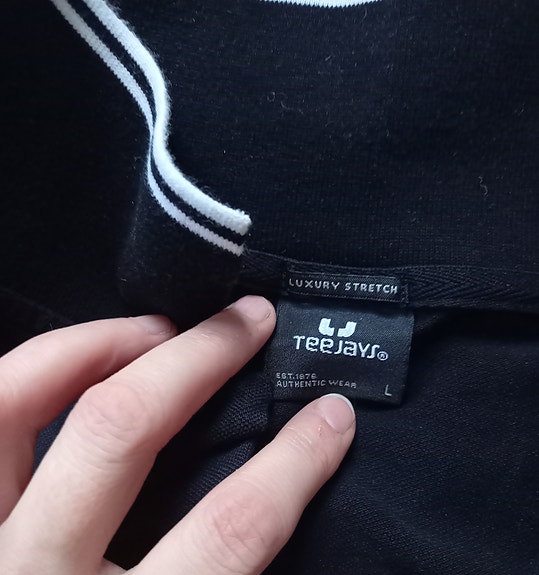 LUXURY STRETCH
TeeJays®
EST.1976
AUTHENTIC WEAR
L